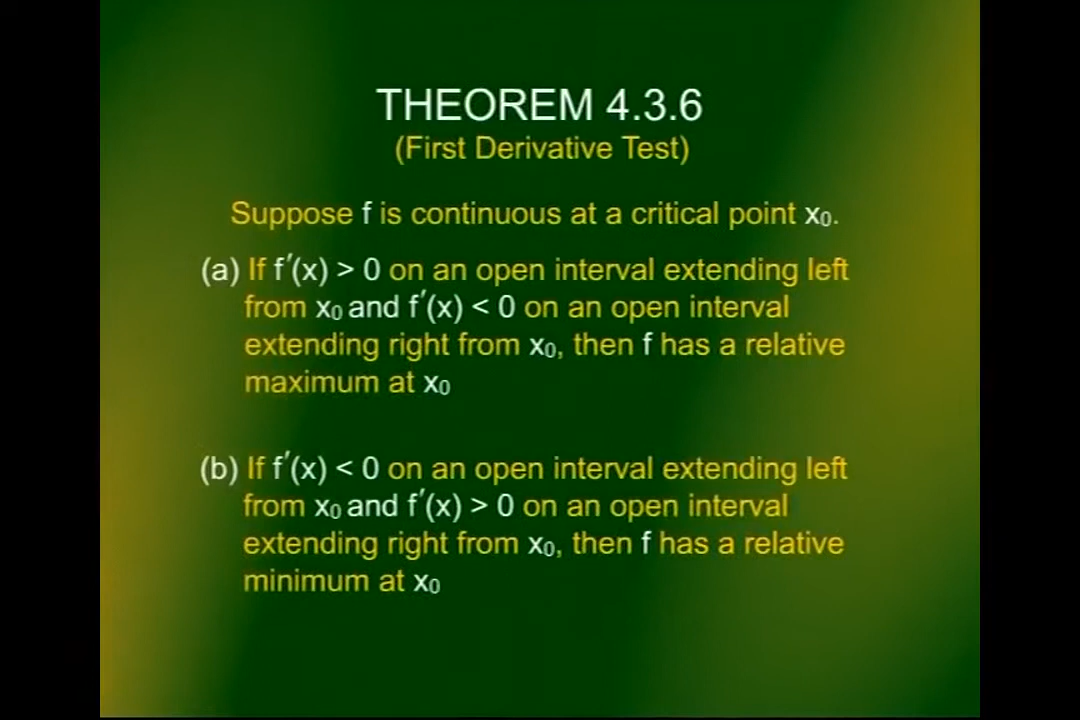 THEOREM 4.3.6
(First Derivative Test)
Suppose f is continuous at a critical point x₀.
(a) If f′(x) > 0 on an open interval extending left
from x₀ and f′(x) < 0 on an open interval
extending right from x₀, then f has a relative
maximum at x₀
(b) If f′(x) < 0 on an open interval extending left
from x₀ and f′(x) > 0 on an open interval
extending right from x₀, then f has a relative
minimum at x₀